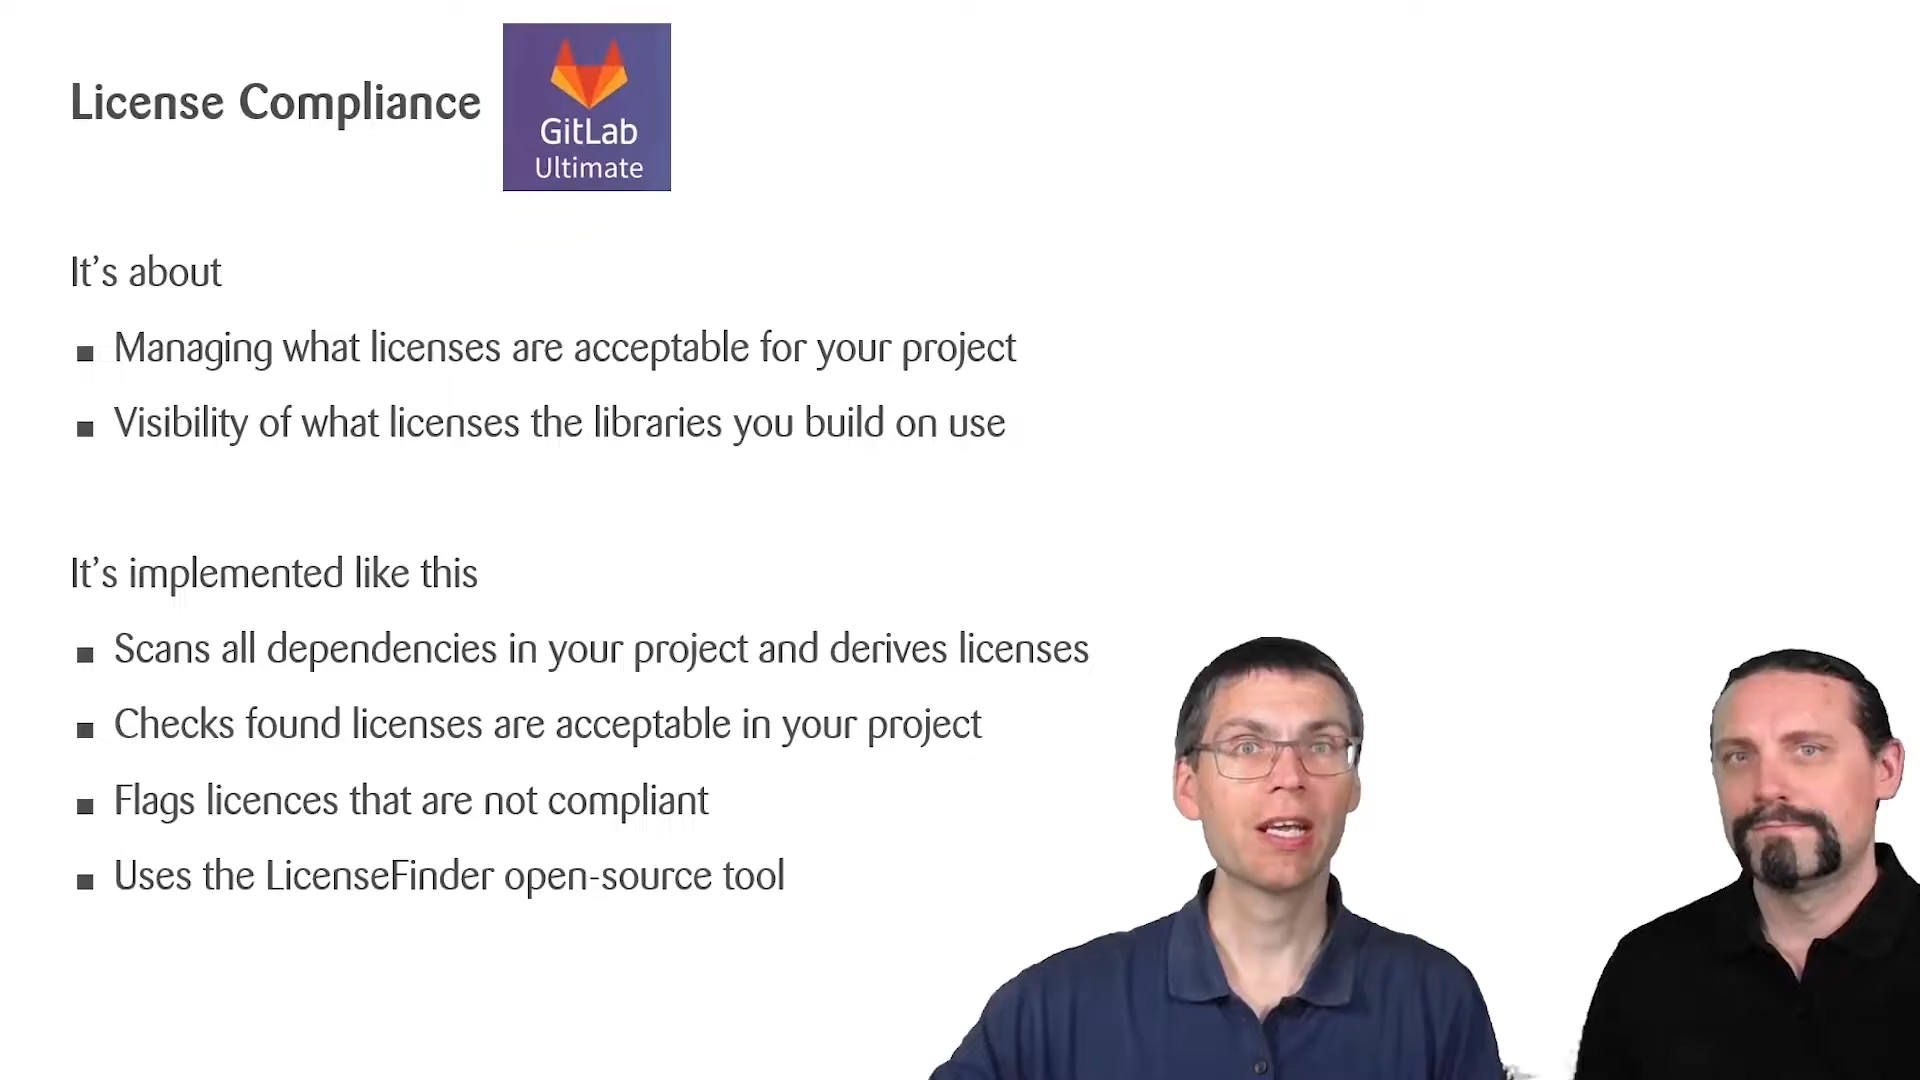 License Compliance
GitLab
Ultimate
It's about
▪ Managing what licenses are acceptable for your project
▪ Visibility of what licenses the libraries you build on use
It's implemented like this
▪ Scans all dependencies in your project and derives licenses
▪ Checks found licenses are acceptable in your project
▪ Flags licences that are not compliant
▪ Uses the LicenseFinder open-source tool